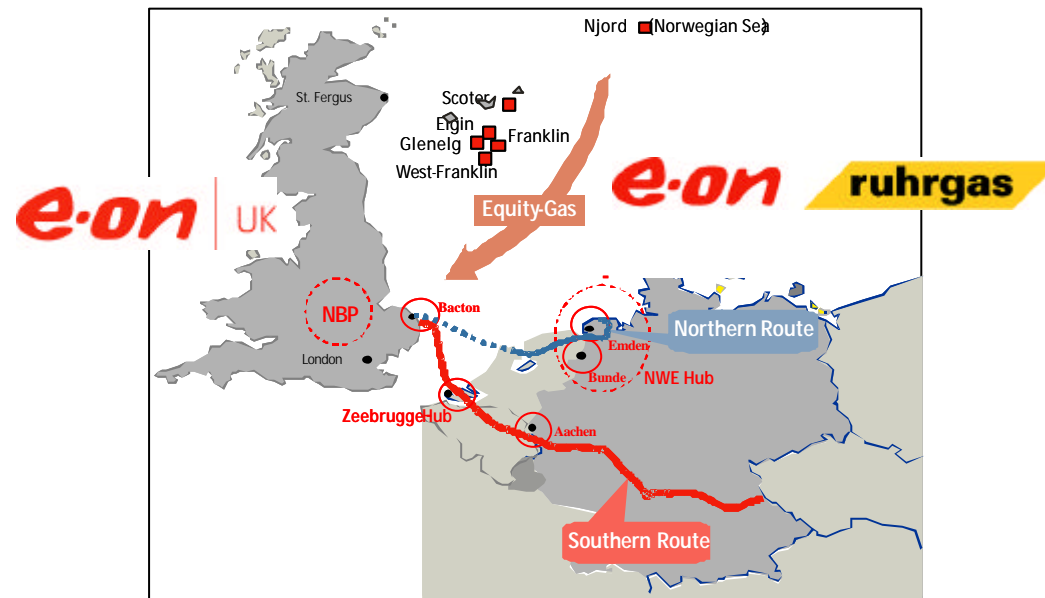 Njord (Norwegian Sea)
St. Fergus
Scoter
Elgin
Franklin
Glenelg
West-Franklin
e·on | UK
e·on ruhrgas
Equity-Gas
NBP
Bacton
Northern Route
Emden
London
Bunde
NWE Hub
Zeebrugge Hub
Aachen
Southern Route